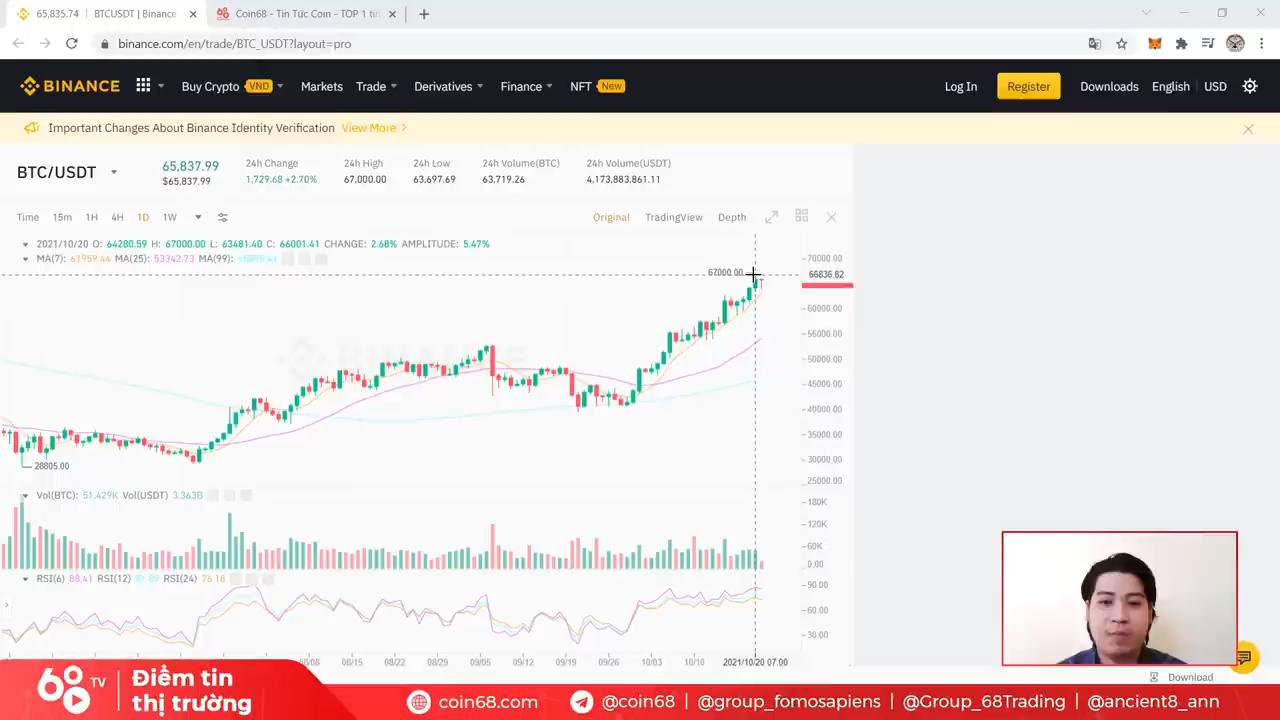 65,835.74 | BTCUSDT | Binance
Coin68 - Tin Tức Coin - TOP 1 tin
binance.com/en/trade/BTC_USDT?layout=pro
BINANCE Buy Crypto VND Markets Trade Derivatives Finance NFT New Log In Register Downloads English USD
Important Changes About Binance Identity Verification View More
BTC/USDT 65,837.99 24h Change 24h High 24h Low 24h Volume(BTC) 24h Volume(USDT)
$65,837.99 1,729.68 +2.70% 67,000.00 63,697.69 63,719.26 4,173,883,861.11
Time 15m 1H 4H 1D 1W Original TradingView Depth
2021/10/20 O: 64280.59 H: 67000.00 L: 63481.40 C: 66001.41 CHANGE: 2.68% AMPLITUDE: 5.47%
MA(7): 61959.44 MA(25): 53342.73 MA(99):
70000.00
67000.00
66836.82
60000.00
55000.00
BINANCE
50000.00
45000.00
40000.00
35000.00
30000.00
28805.00
25000.00
Vol(BTC): 51.429K Vol(USDT) 3.363B
180K
120K
60K
0.00
RSI(6) 88.41 RSI(12) RSI(24) 76.18
90.00
60.00
30.00
08/08 08/15 08/22 08/29 09/05 09/12 09/19 09/26 10/03 10/10 2021/10/20 07:00
Download
68 TV
Điểm tin
thị trường
coin68.com @coin68 | @group_fomosapiens | @Group_68Trading | @ancient8_ann